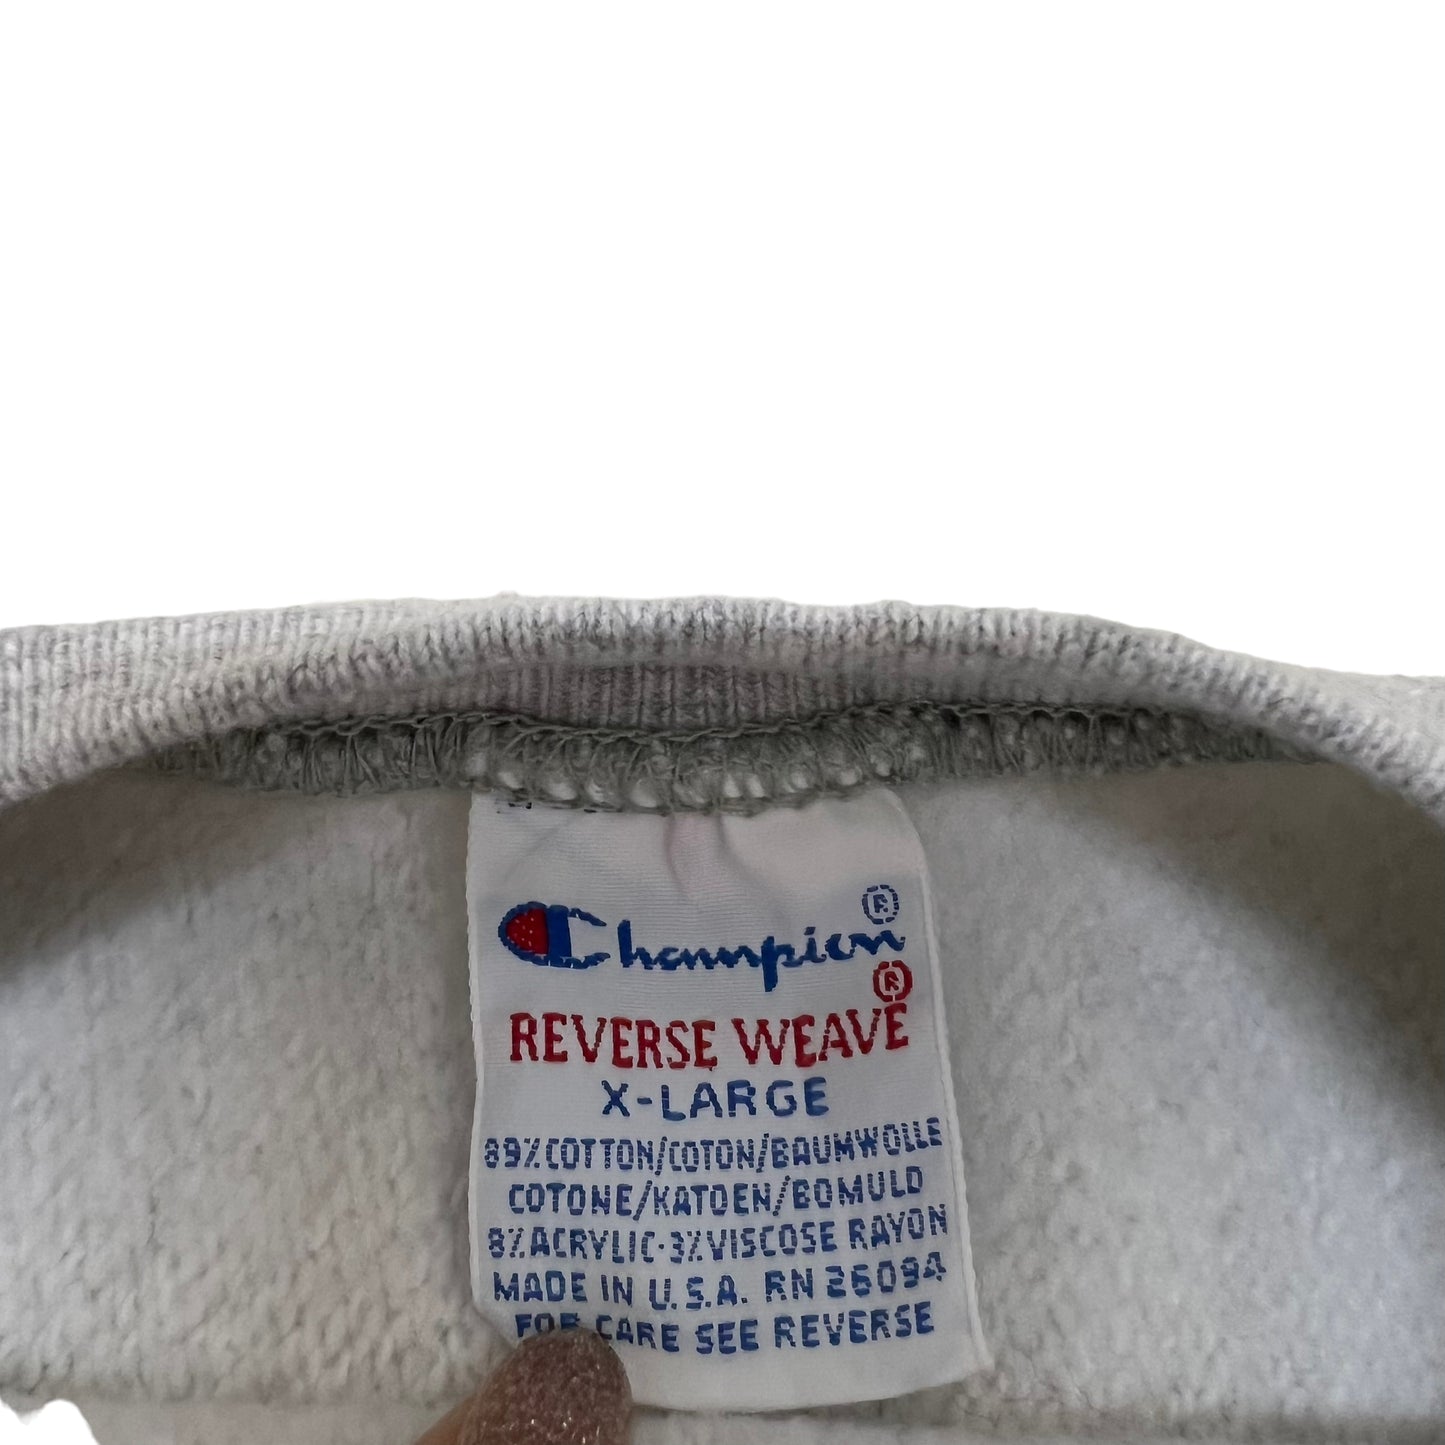 Champion®
REVERSE WEAVE®
X-LARGE
89% COTTON/COTON/BAUMWOLLE
COTONE/KATOEN/BOMULD
8% ACRYLIC·3% VISCOSE RAYON
MADE IN U.S.A. RN 26094
FOR CARE SEE REVERSE